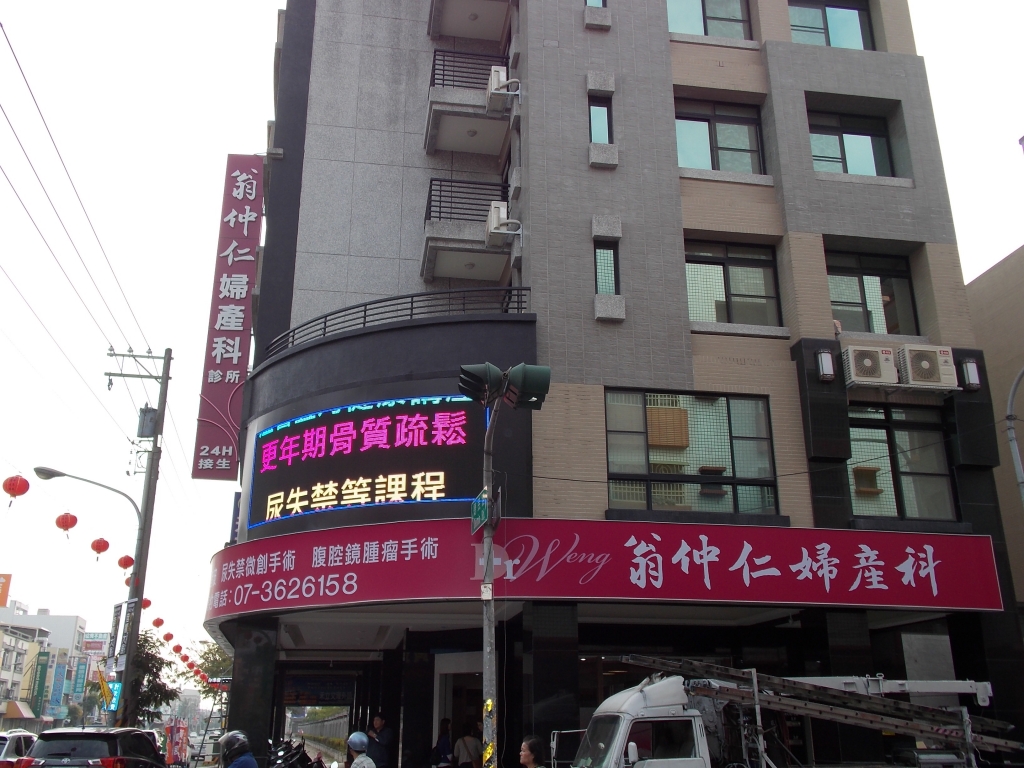 翁仲仁婦產科
診所
24H
接生
更年期骨質疏鬆
尿失禁等課程
尿失禁微創手術 腹腔鏡腫瘤手術
電話:07-3626158
Dr Weng 翁仲仁婦產科